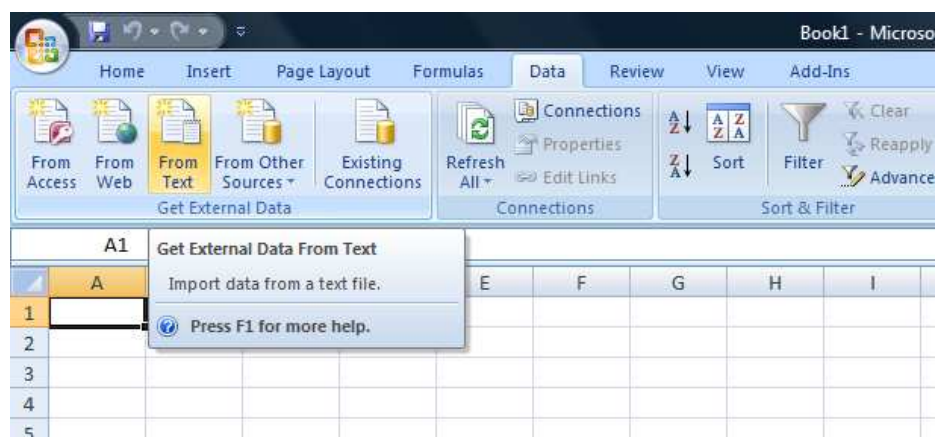 Book1 - Microso
Home Insert Page Layout Formulas Data Review View Add-Ins
From Access
From Web
From Text
From Other Sources
Existing Connections
Get External Data
Refresh All
Connections
Properties
Edit Links
Connections
A Z
Z A
A Z Z A
Sort
Filter
Clear
Reapply
Advance
Sort & Filter
A1
Get External Data From Text
Import data from a text file.
Press F1 for more help.
A E F G H I
1
2
3
4
5